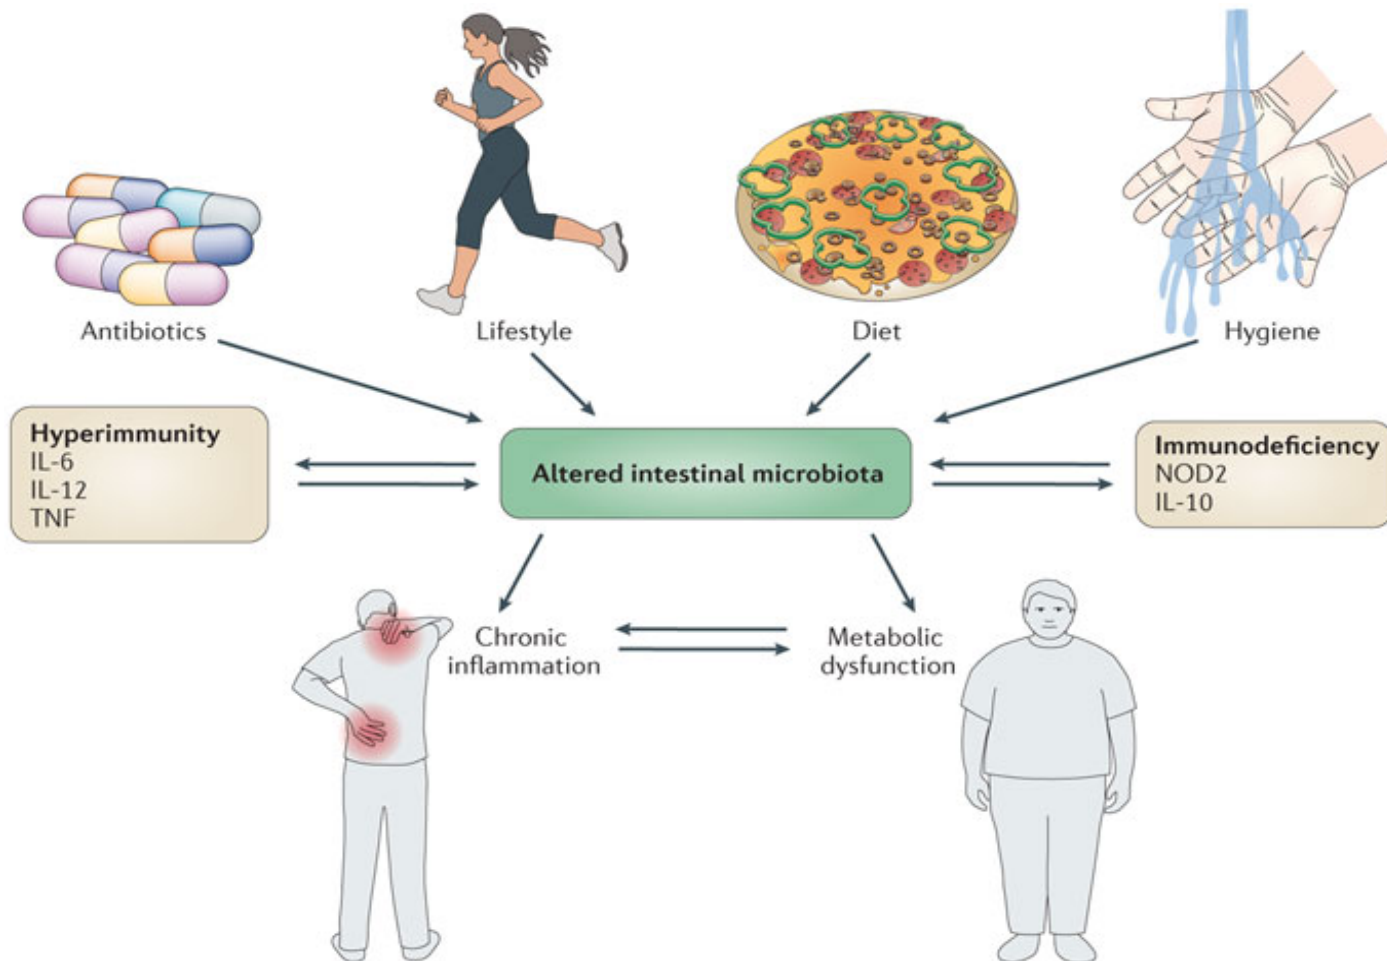 Antibiotics
Lifestyle
Diet
Hygiene
Hyperimmunity
IL-6
IL-12
TNF
Altered intestinal microbiota
Immunodeficiency
NOD2
IL-10
Chronic
inflammation
Metabolic
dysfunction